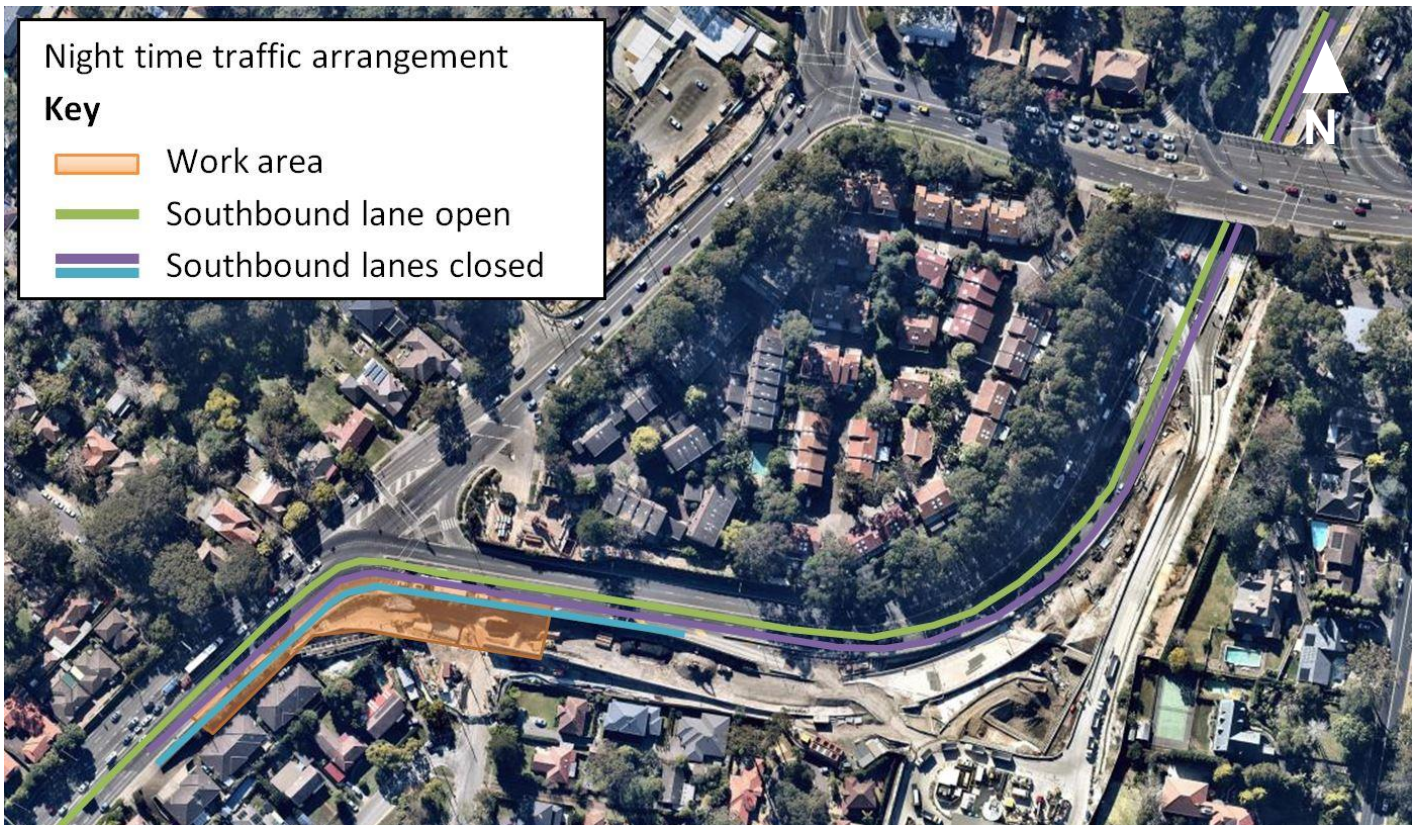 Night time traffic arrangement
Key
Work area
Southbound lane open
Southbound lanes closed
N